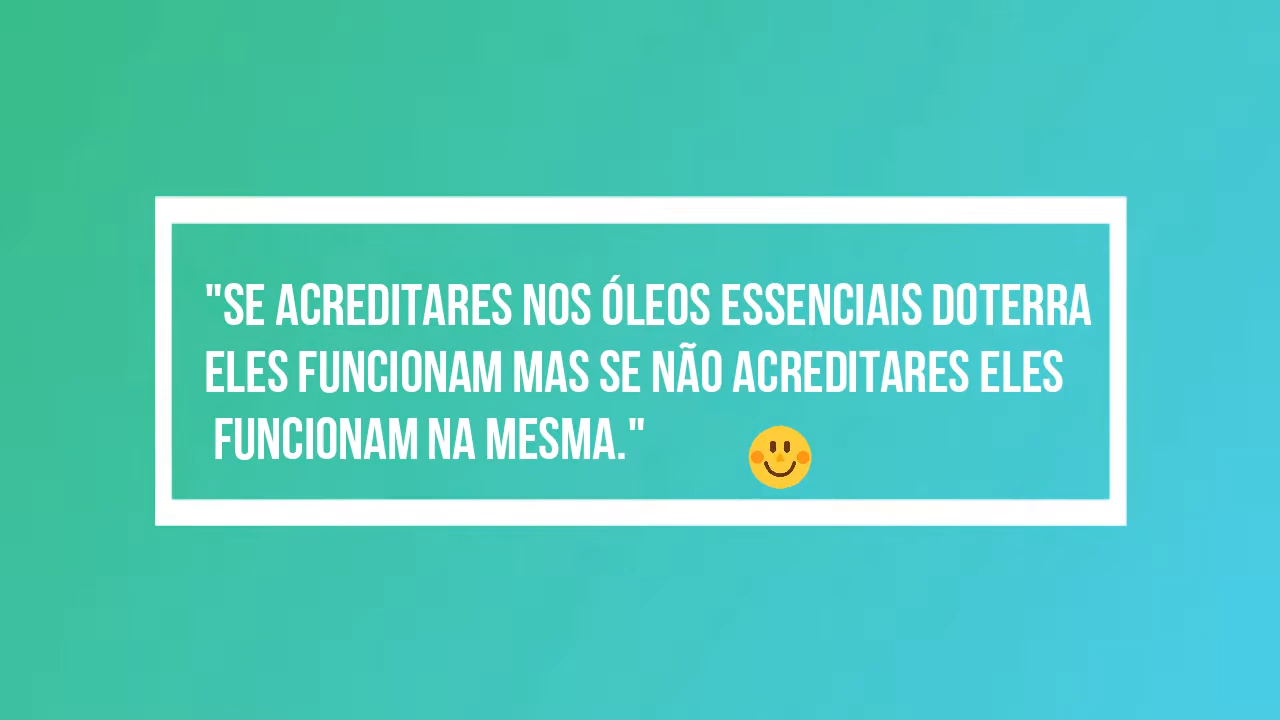 "SE ACREDITARES NOS ÓLEOS ESSENCIAIS DOTERRA
ELES FUNCIONAM MAS SE NÃO ACREDITARES ELES
FUNCIONAM NA MESMA."